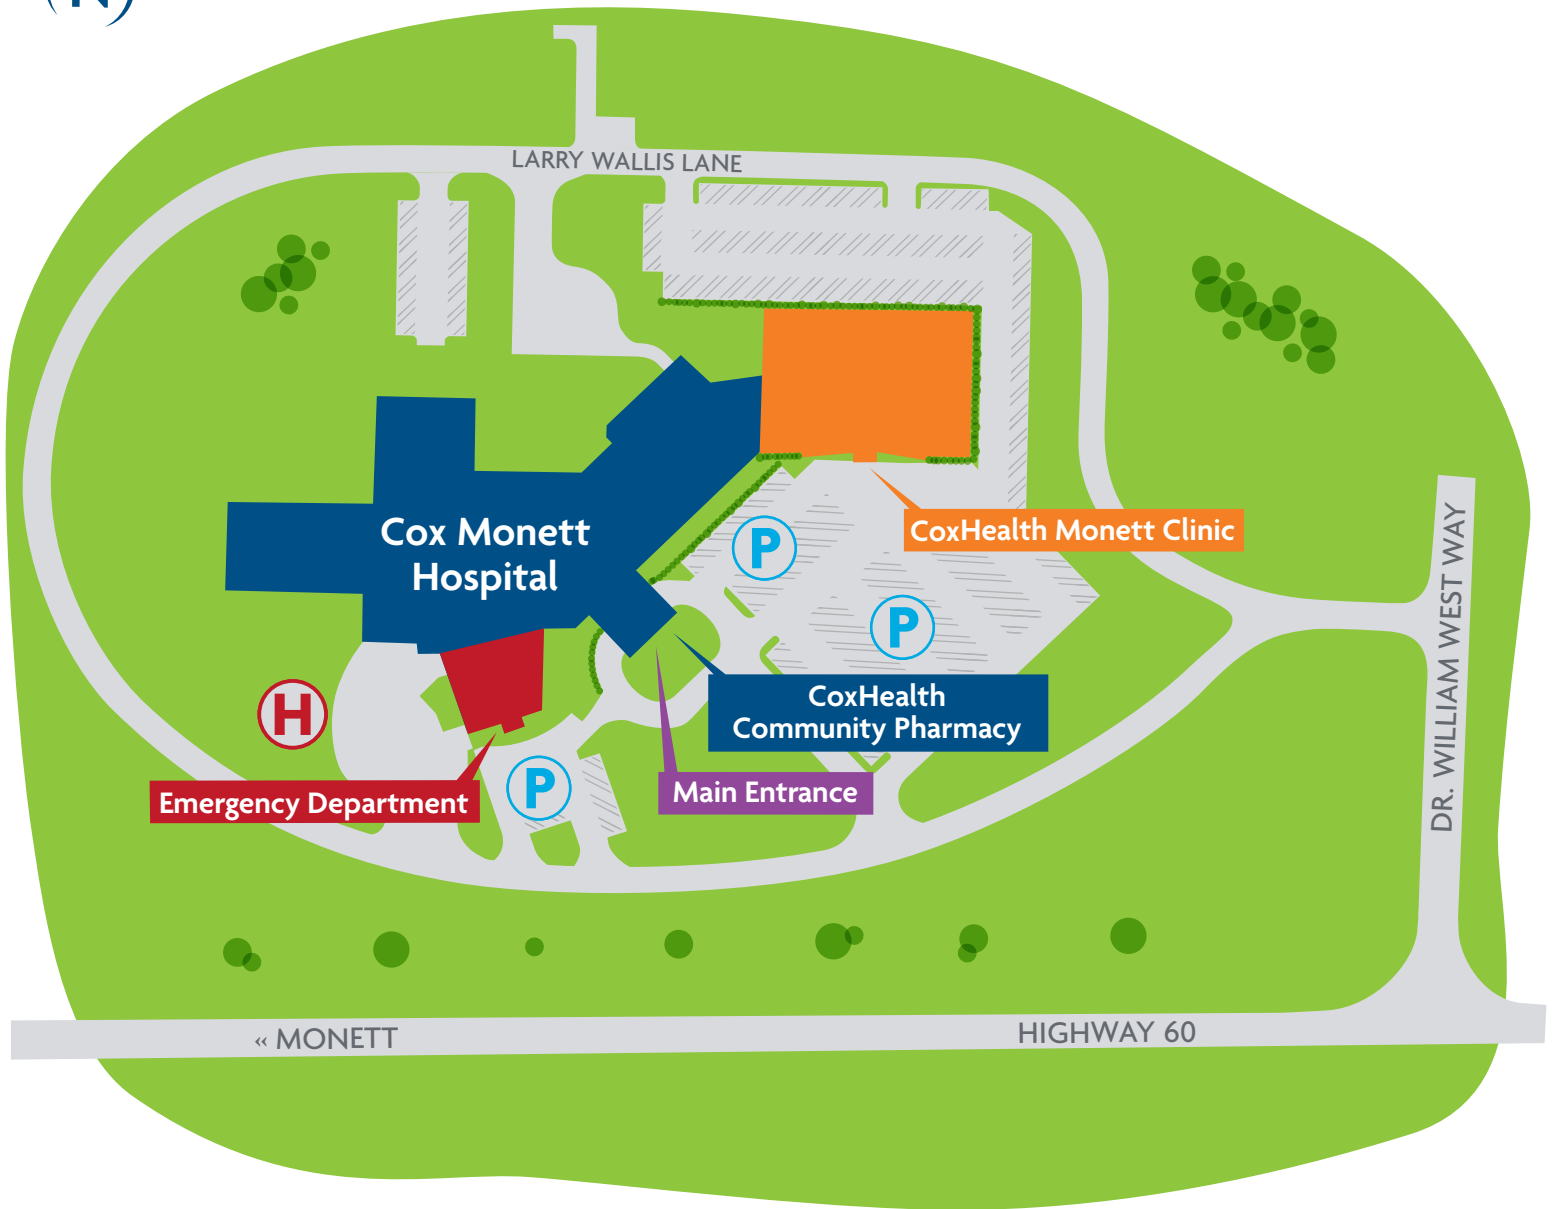 N
LARRY WALLIS LANE
Cox Monett
Hospital
P
CoxHealth Monett Clinic
P
H
CoxHealth
Community Pharmacy
Main Entrance
P
Emergency Department
DR. WILLIAM WEST WAY
‹‹ MONETT
HIGHWAY 60